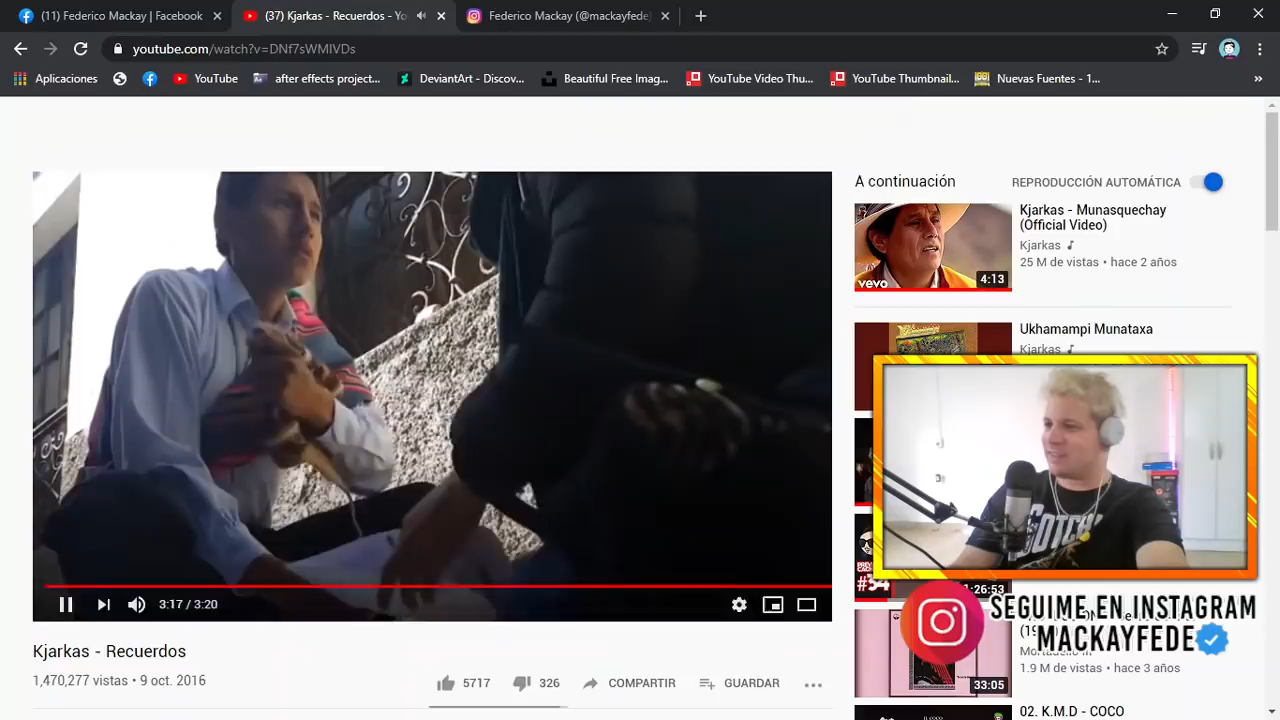 (11) Federico Mackay | Facebook
(37) Kjarkas - Recuerdos - Yo
Federico Mackay (@mackayfede)
youtube.com/watch?v=DNf7sWMIVDs
Aplicaciones
YouTube
after effects project...
DeviantArt - Discov...
Beautiful Free Imag...
YouTube Video Thu...
YouTube Thumbnail...
Nuevas Fuentes - 1...
A continuación
REPRODUCCIÓN AUTOMÁTICA
Kjarkas - Munasquechay
(Official Video)
Kjarkas
25 M de vistas • hace 2 años
vevo
4:13
Ukhamampi Munataxa
Kjarkas
GOTCHA
#34
1:26:53
SEGUIME EN INSTAGRAM
MACKAYFEDE
1.9 M de vistas • hace 3 años
33:05
02. K.M.D - COCO
3:17 / 3:20
Kjarkas - Recuerdos
1,470,277 vistas • 9 oct. 2016
5717
326
COMPARTIR
GUARDAR